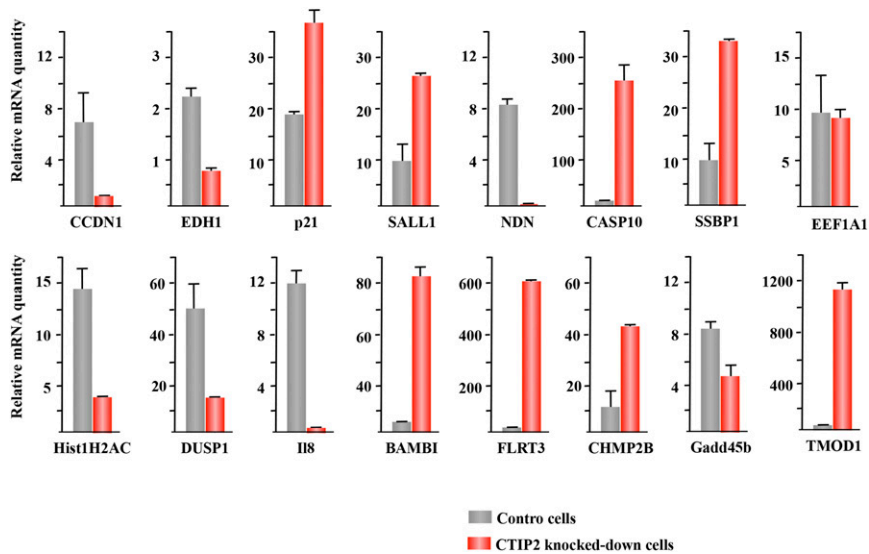 Relative mRNA quantity
12 8 4
3 2 1
30 20 10
30 20 10
12 8 4
300 200 100
30 20 10
15 10 5
CCDN1 EDH1 p21 SALL1 NDN CASP10 SSBP1 EEF1A1
Relative mRNA quantity
15 10 5
60 40 20
12 8 4
80 60 40
600 400 200
60 40 20
12 8 4
1200 800 400
Hist1H2AC DUSP1 Il8 BAMBI FLRT3 CHMP2B Gadd45b TMOD1
Contro cells
CTIP2 knocked-down cells